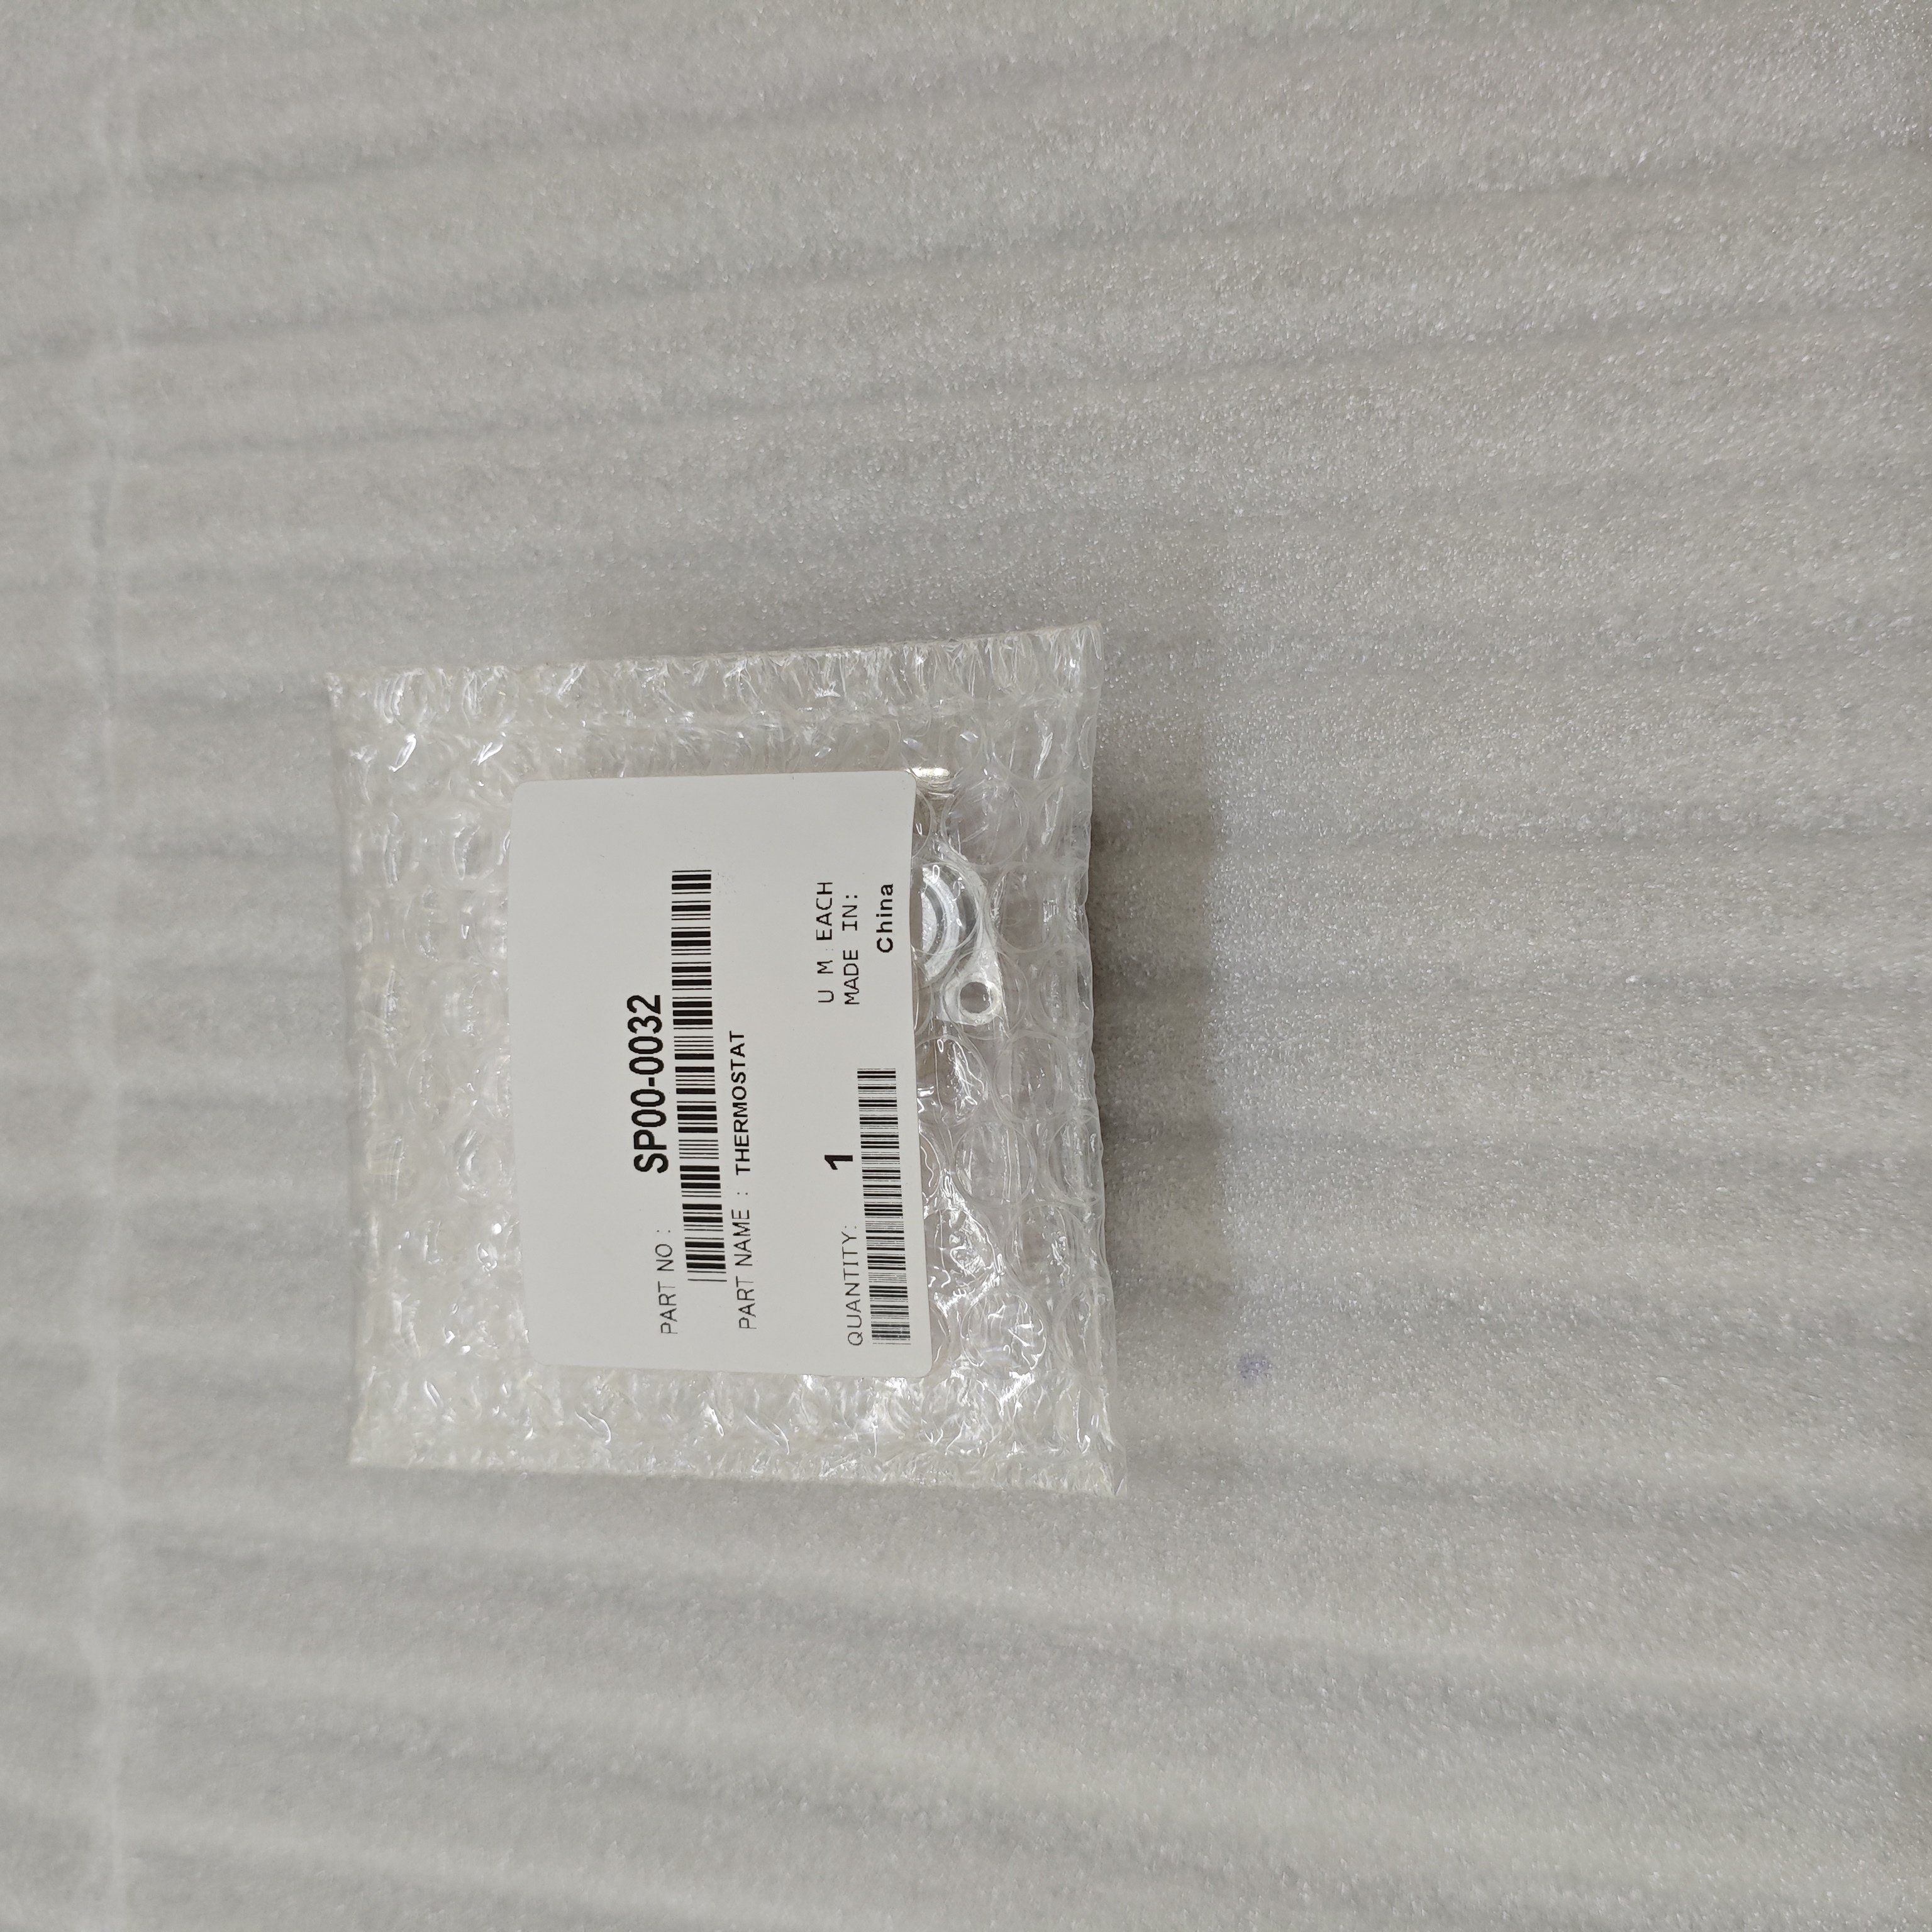 PART NO : SP00-0032
PART NAME : THERMOSTAT
QUANTITY: 1
U M : EACH
MADE IN:
China